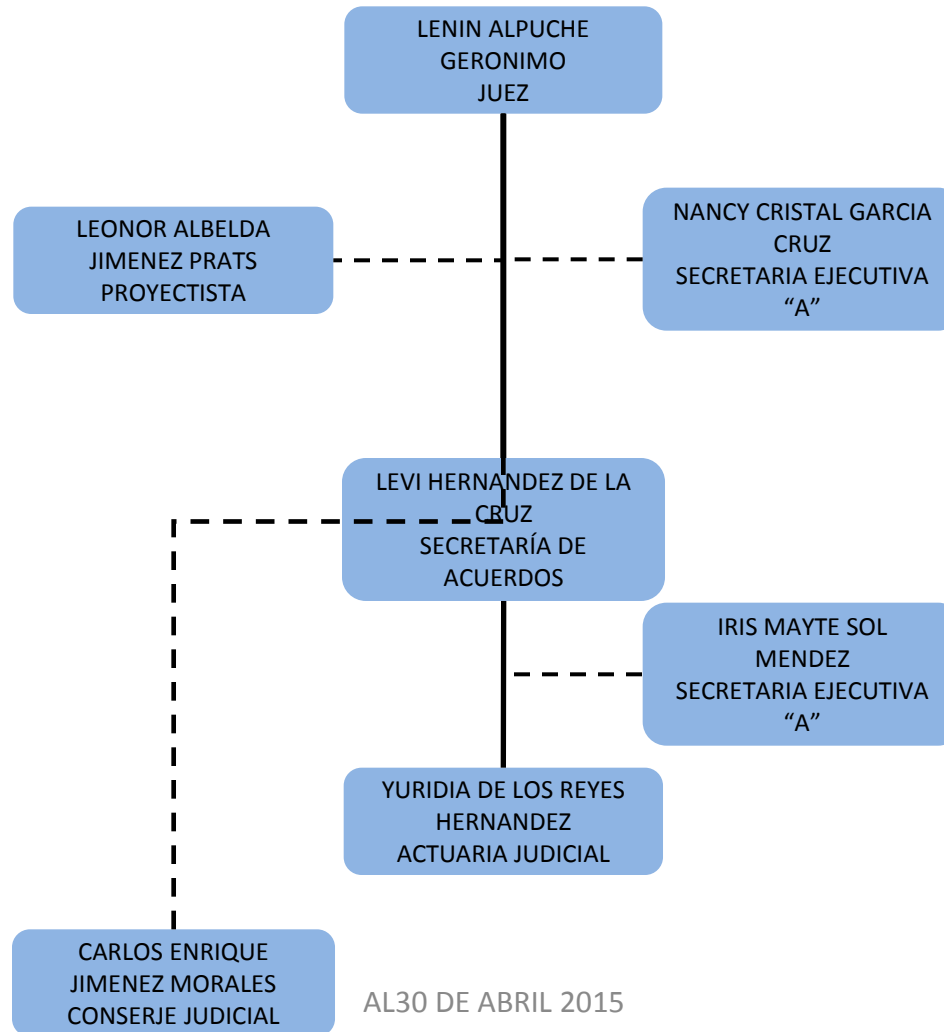 LENIN ALPUCHE
GERONIMO
JUEZ
LEONOR ALBELDA
JIMENEZ PRATS
PROYECTISTA
NANCY CRISTAL GARCIA
CRUZ
SECRETARIA EJECUTIVA
“A”
LEVI HERNANDEZ DE LA
CRUZ
SECRETARÍA DE
ACUERDOS
IRIS MAYTE SOL
MENDEZ
SECRETARIA EJECUTIVA
“A”
YURIDIA DE LOS REYES
HERNANDEZ
ACTUARIA JUDICIAL
CARLOS ENRIQUE
JIMENEZ MORALES
CONSERJE JUDICIAL
AL30 DE ABRIL 2015